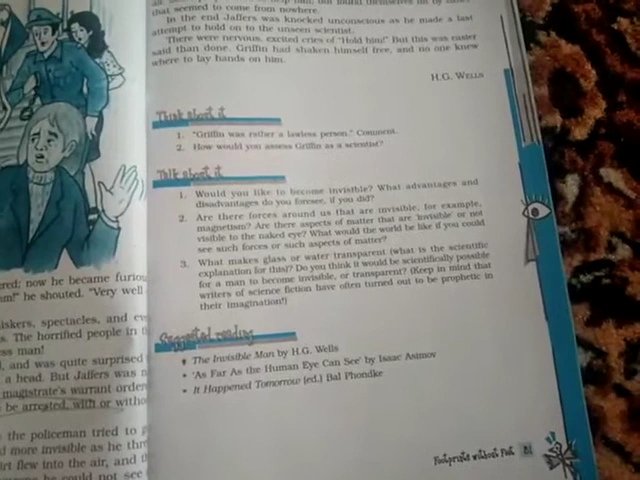 that seemed to come from nowhere.
In the end Jaffers was knocked unconscious as he made a last
attempt to hold on to the unseen scientist.
There were nervous, excited cries of "Hold him!" But this was easier
said than done. Griffin had shaken himself free, and no one knew
where to lay hands on him.
H.G. WELLS
Think about it
1. "Griffin was rather a lawless person." Comment.
2. How would you assess Griffin as a scientist?
Talk about it
1. Would you like to become invisible? What advantages and
disadvantages do you foresee, if you did?
2. Are there forces around us that are invisible, for example,
magnetism? Are there aspects of matter that are 'invisible' or not
visible to the naked eye? What would the world be like if you could
see such forces or such aspects of matter?
3. What makes glass or water transparent (what is the scientific
explanation for this)? Do you think it would be scientifically possible
for a man to become invisible, or transparent? (Keep in mind that
writers of science fiction have often turned out to be prophetic in
their imagination!)
Suggested reading
• The Invisible Man by H.G. Wells
• 'As Far As the Human Eye Can See' by Isaac Asimov
• It Happened Tomorrow (ed.) Bal Phondke
Footprints without Feet
ered; now he became furiou
em!" he shouted. "Very well
iskers, spectacles, and
s. The horrified people in
ss man!
, and was quite surprised
a head. But Jaffers was
magistrate's warrant order
be arrested, with or witho
the policeman tried to
d more invisible as he thr
irt flew into the air, and
he could not see